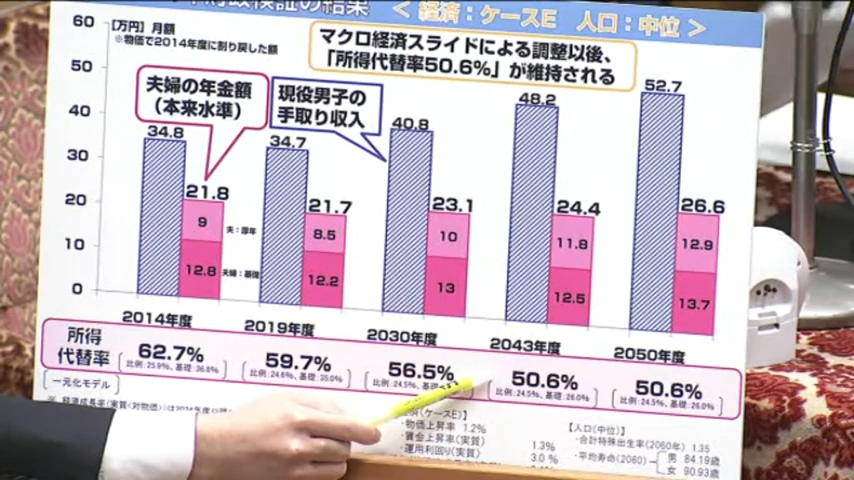 財政検証の結果 ＜ 経済：ケースE 人口：中位 ＞
[万円] 月額
※物価で2014年度に割り戻した額
マクロ経済スライドによる調整以後、
「所得代替率50.6%」が維持される
夫婦の年金額
（本来水準）
現役男子の
手取り収入
60
50
40
30
20
10
0
34.8
21.8
9
12.8
夫：厚年
夫婦：基礎
34.7
21.7
8.5
12.2
40.8
23.1
10
13
48.2
24.4
11.8
12.5
52.7
26.6
12.9
13.7
2014年度
2019年度
2030年度
2043年度
2050年度
所得
代替率
62.7%
比例：25.9%、基礎：36.8%
59.7%
比例：24.6%、基礎：35.0%
56.5%
比例：24.5%、基礎
50.6%
比例：24.5%、基礎：26.0%
50.6%
比例：24.5%、基礎：26.0%
一元化モデル
(ケースE)
・物価上昇率 1.2%
・賃金上昇率(実質) 1.3%
・運用利回り(実質) 3.0 %
【人口(中位)】
・合計特殊出生率(2060年) 1.35
・平均寿命(2060) 男 84.19歳
女 90.93歳